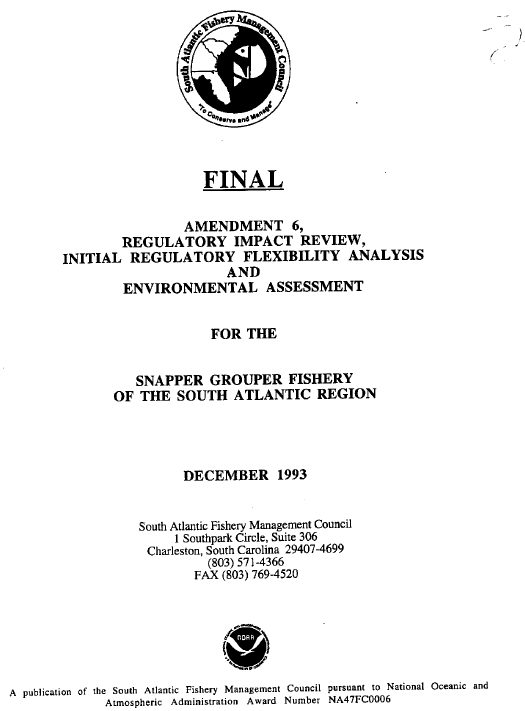 South Atlantic Fishery Management Council
"To Conserve and Manage"
FINAL
AMENDMENT 6,
REGULATORY IMPACT REVIEW,
INITIAL REGULATORY FLEXIBILITY ANALYSIS
AND
ENVIRONMENTAL ASSESSMENT
FOR THE
SNAPPER GROUPER FISHERY
OF THE SOUTH ATLANTIC REGION
DECEMBER 1993
South Atlantic Fishery Management Council
1 Southpark Circle, Suite 306
Charleston, South Carolina 29407-4699
(803) 571-4366
FAX (803) 769-4520
NOAA
A publication of the South Atlantic Fishery Management Council pursuant to National Oceanic and
Atmospheric Administration Award Number NA47FC0006